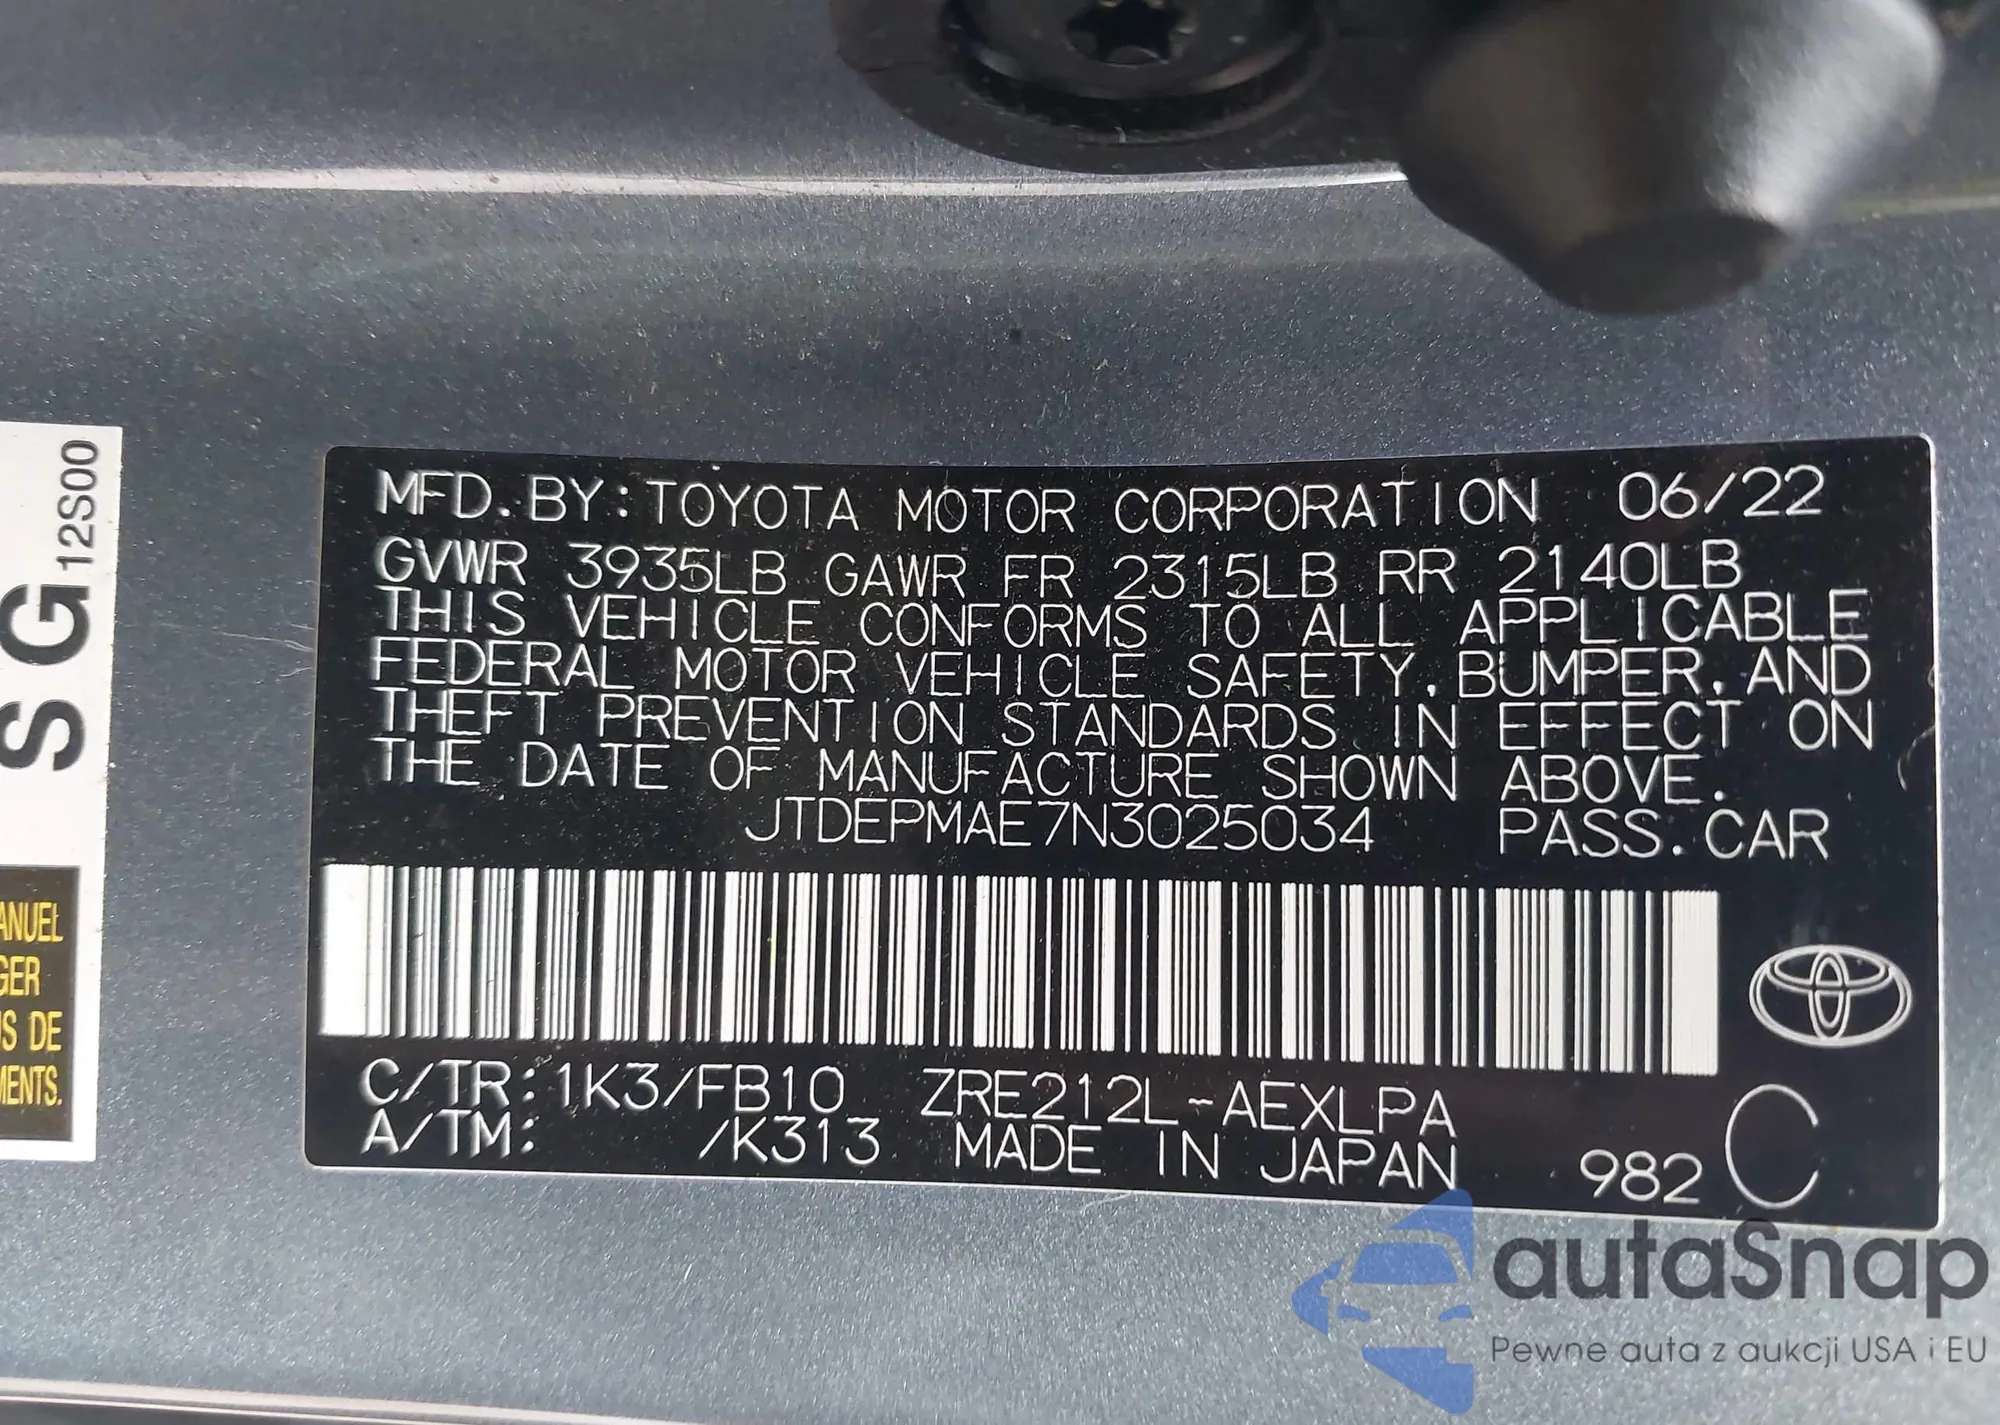 MFD. BY: TOYOTA MOTOR CORPORATION 06/22
GVWR 3935LB GAWR FR 2315LB RR 2140LB
THIS VEHICLE CONFORMS TO ALL APPLICABLE
FEDERAL MOTOR VEHICLE SAFETY, BUMPER, AND
THEFT PREVENTION STANDARDS IN EFFECT ON
THE DATE OF MANUFACTURE SHOWN ABOVE.
JTDEPMAE7N3025034 PASS. CAR
C/TR: 1K3/FB10 ZRE212L-AEXLPA
A/TM: /K313 MADE IN JAPAN 982 C
SG 12S00
ANUEL
GER
S DE
MENTS.
autaSnap
Pewne auta z aukcji USA i EU